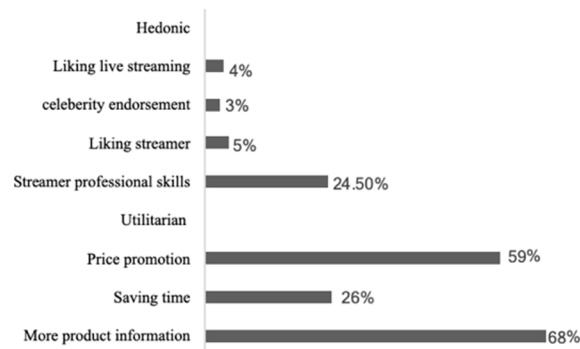 Hedonic
Liking live streaming 4%
celeberity endorsement 3%
Liking streamer 5%
Streamer professional skills 24.50%
Utilitarian
Price promotion 59%
Saving time 26%
More product information 68%